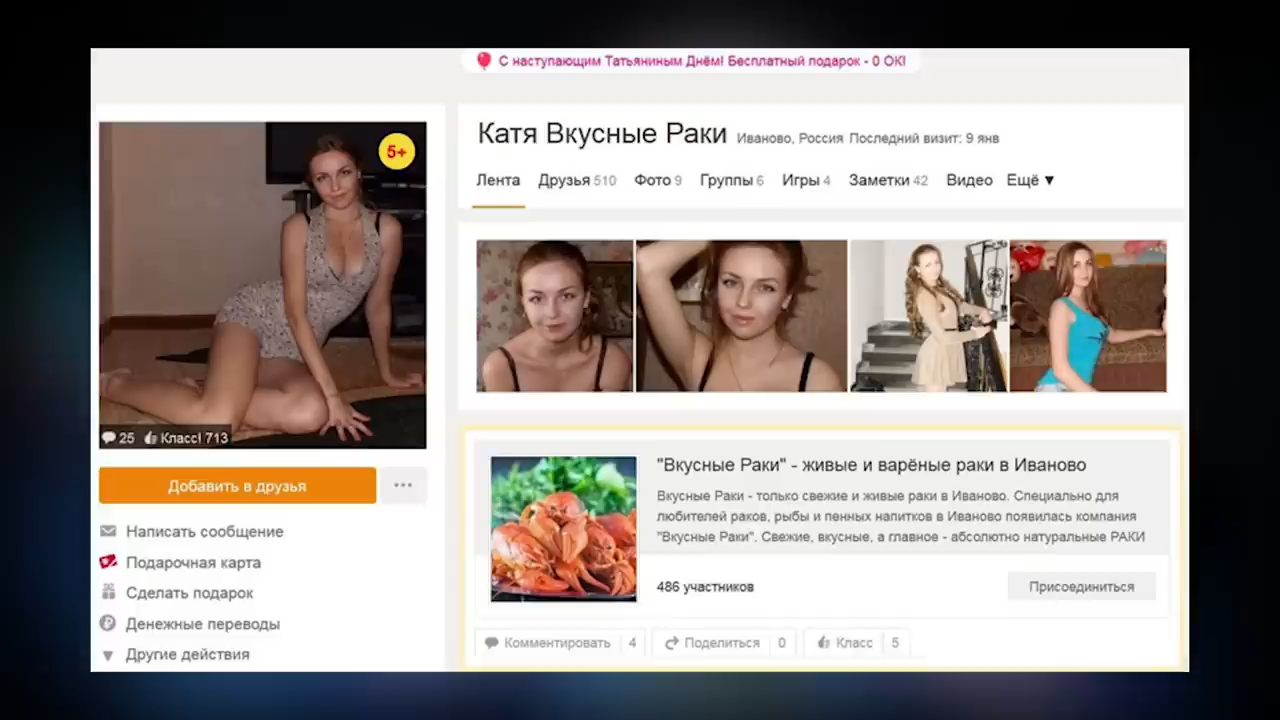 С наступающим Татьяниным Днём! Бесплатный подарок - 0 ОК!
5+
Катя Вкусные Раки Иваново, Россия Последний визит: 9 янв
Лента Друзья 510 Фото 9 Группы 6 Игры 4 Заметки 42 Видео Ещё ▼
25 Класс! 713
Добавить в друзья ...
Написать сообщение
Подарочная карта
Сделать подарок
Денежные переводы
Другие действия
"Вкусные Раки" - живые и варёные раки в Иваново
Вкусные Раки - только свежие и живые раки в Иваново. Специально для
любителей раков, рыбы и пенных напитков в Иваново появилась компания
"Вкусные Раки". Свежие, вкусные, а главное - абсолютно натуральные РАКИ
486 участников Присоединиться
Комментировать 4 Поделиться 0 Класс 5